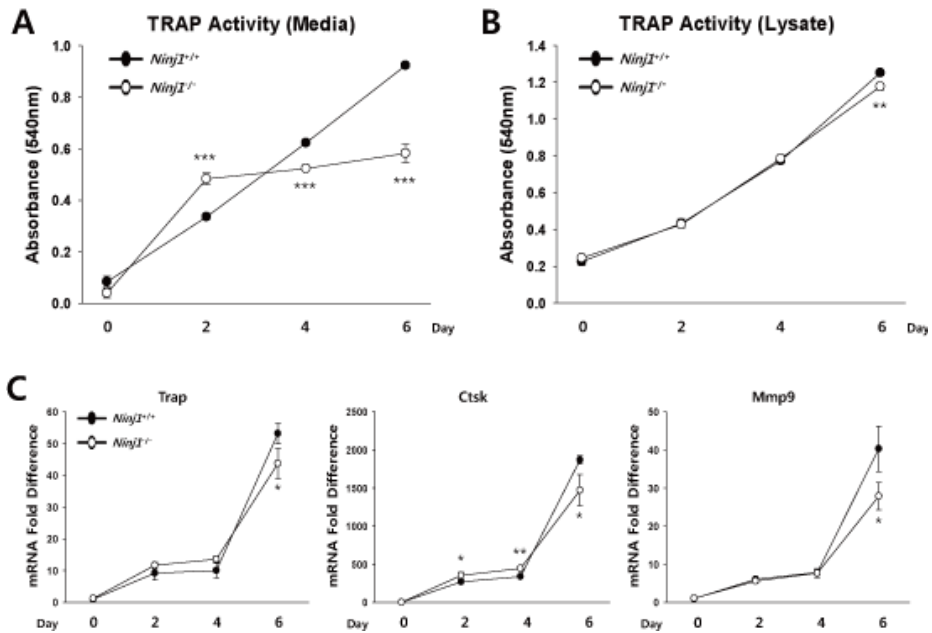 A
TRAP Activity (Media)
Ninj1+/+
Ninj1-/-
Absorbance (540nm)
1.0
0.8
0.6
0.4
0.2
0.0
***
***
***
0 2 4 6 Day
B
TRAP Activity (Lysate)
Ninj1+/+
Ninj1-/-
Absorbance (540nm)
1.4
1.2
1.0
0.8
0.6
0.4
0.2
0.0
**
0 2 4 6 Day
C
Trap
Ninj1+/+
Ninj1-/-
mRNA Fold Difference
60
50
40
30
20
10
0
*
Day 0 2 4 6
Ctsk
mRNA Fold Difference
2500
2000
1500
1000
500
0
*
**
*
Day 0 2 4 6
Mmp9
mRNA Fold Difference
50
40
30
20
10
0
*
Day 0 2 4 6